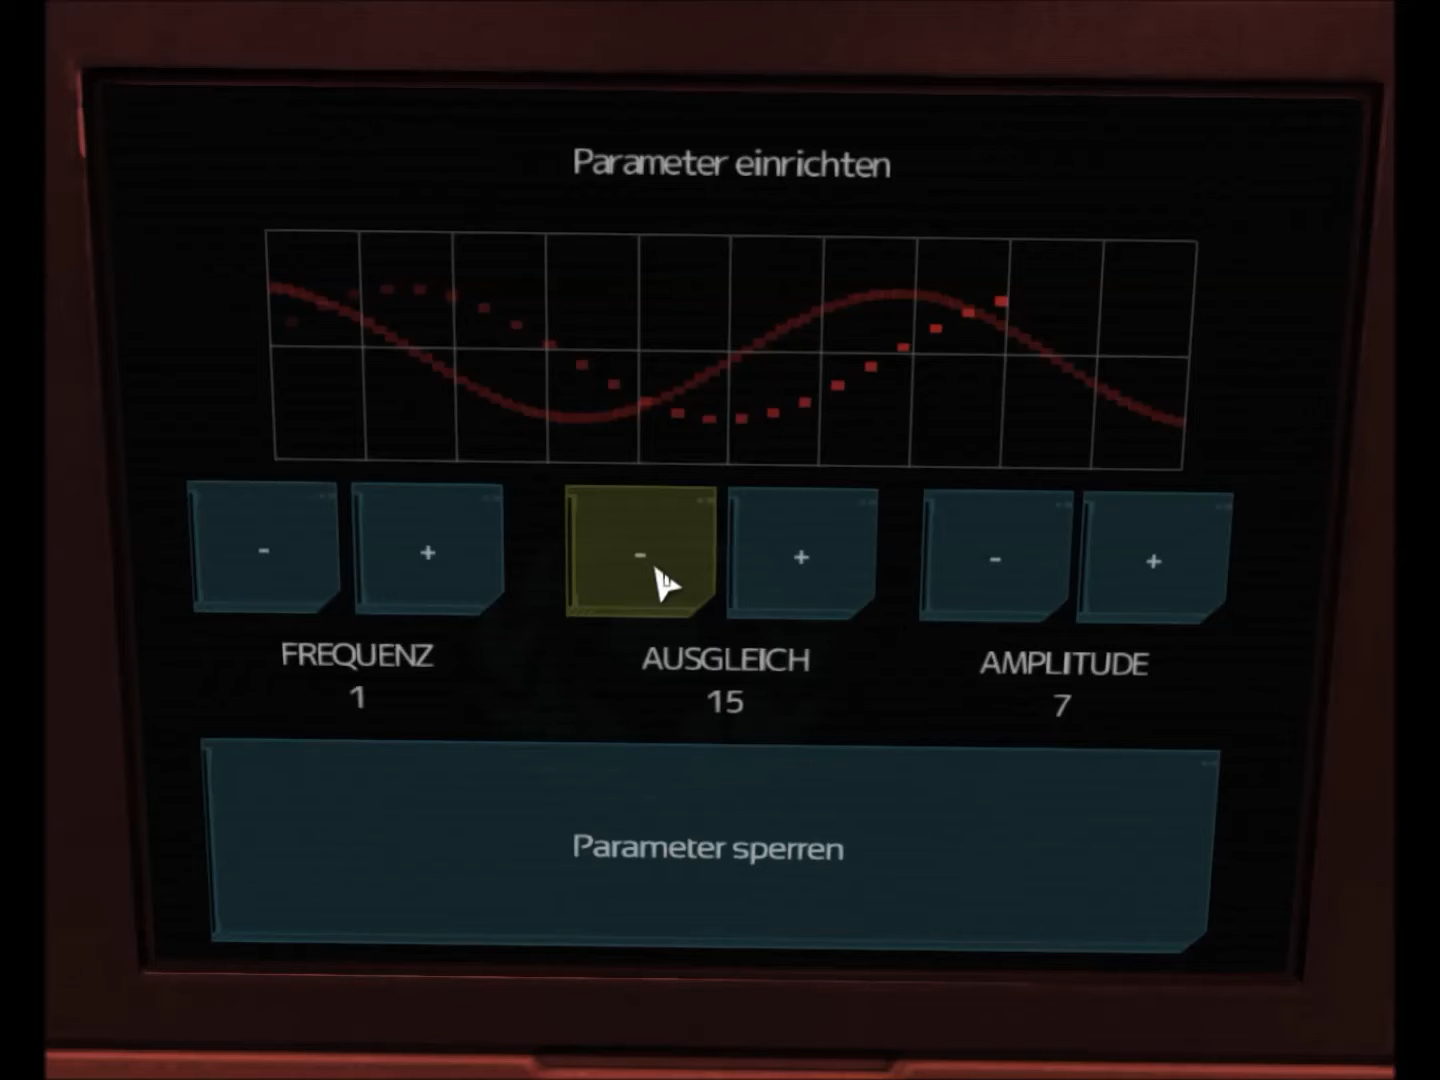 Parameter einrichten
- + - + - +
FREQUENZ AUSGLEICH AMPLITUDE
1 15 7
Parameter sperren